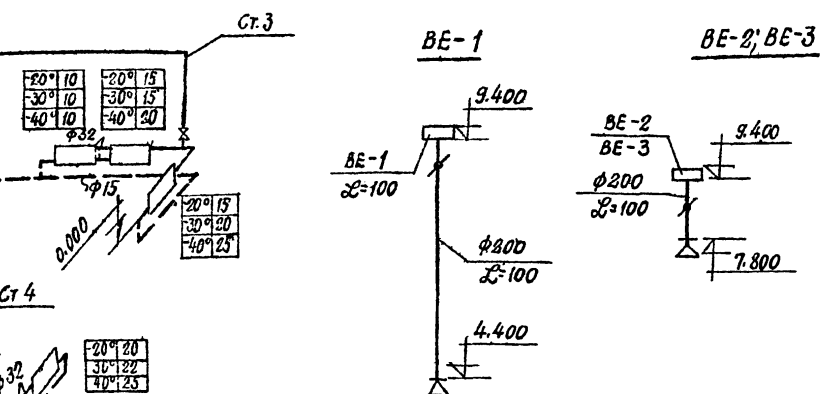 Ст.3
ВЕ-1
ВЕ-2; ВЕ-3
-20° 10
-30° 10
-40° 10
-20° 15
-30° 15
-40° 20
ф32
ф15
0.000
-20° 15
-30° 20
-40° 25
9.400
ВЕ-1
L=100
ф200
L=100
4.400
ВЕ-2
ВЕ-3
ф200
L=100
9.400
7.800
Ст 4
ф32
-20° 20
30° 22
40° 25